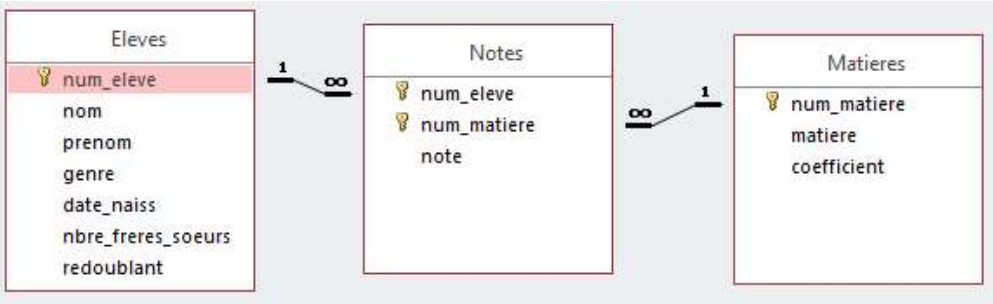 Eleves
num_eleve
nom
prenom
genre
date_naiss
nbre_freres_soeurs
redoublant
1
∞
Notes
num_eleve
num_matiere
note
∞
1
Matieres
num_matiere
matiere
coefficient